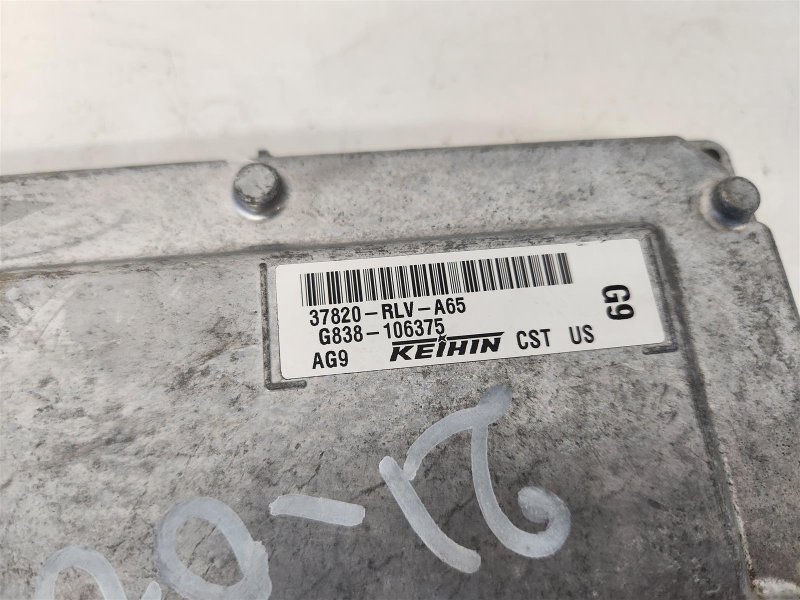 37820-RLV-A65
G838-106375
AG9 KEIHIN CST US
G9